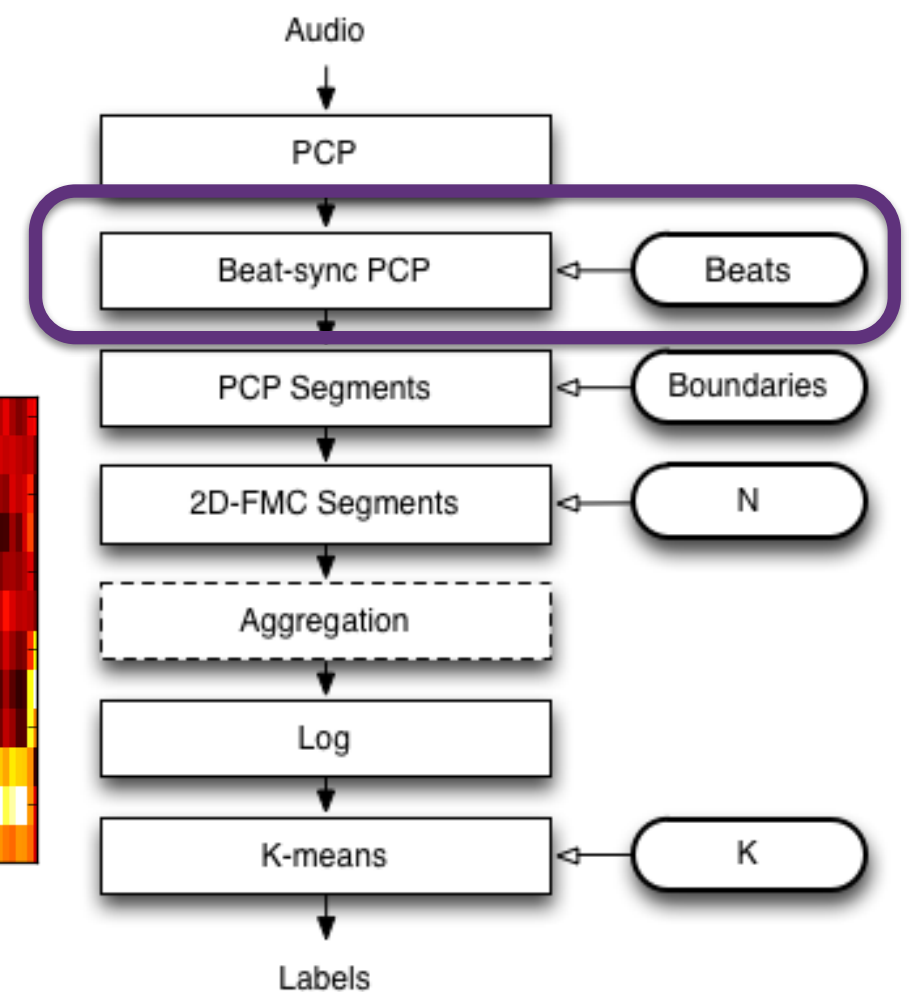 Audio
PCP
Beat-sync PCP
Beats
PCP Segments
Boundaries
2D-FMC Segments
N
Aggregation
Log
K-means
K
Labels